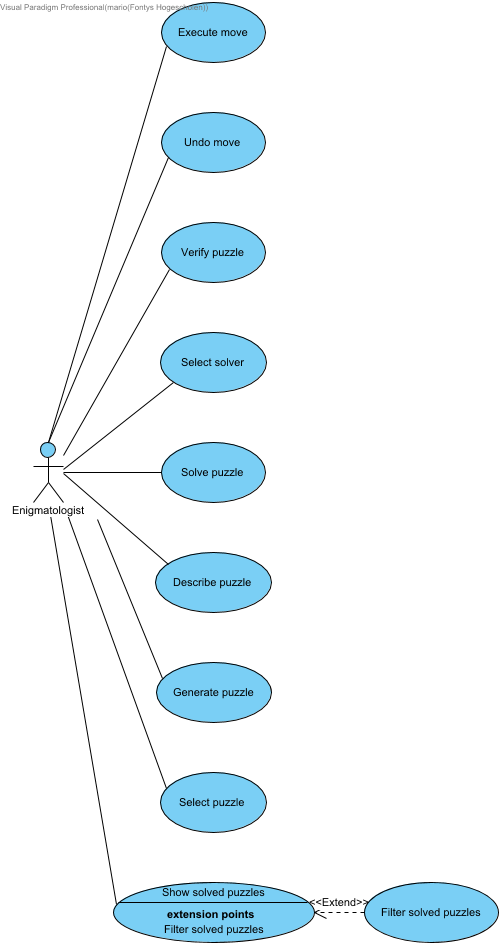 Visual Paradigm Professional(mario(Fontys Hogescholen))
Execute move
Undo move
Verify puzzle
Select solver
Solve puzzle
Enigmatologist
Describe puzzle
Generate puzzle
Select puzzle
Show solved puzzles
<<Extend>>
extension points
Filter solved puzzles
Filter solved puzzles